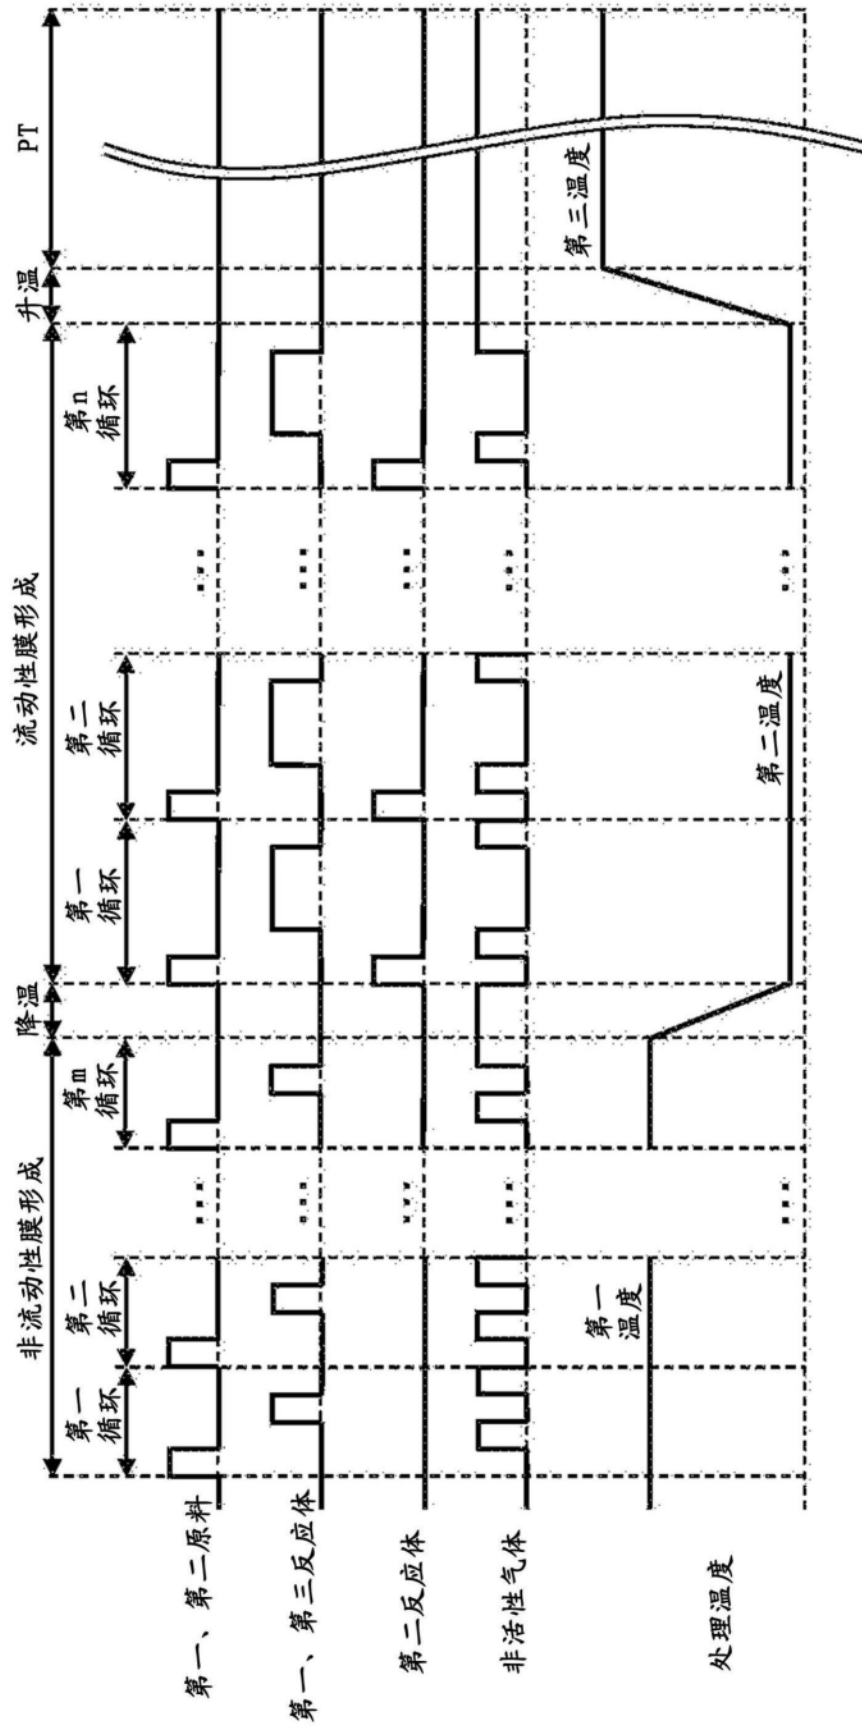 非流动性膜形成
降温
流动性膜形成
升温
PT
第一
循环
第二
循环
第m
循环
第一
循环
第二
循环
第n
循环
第一、第二原料
第一、第三反应体
第二反应体
非活性气体
处理温度
第一
温度
第二温度
第三温度